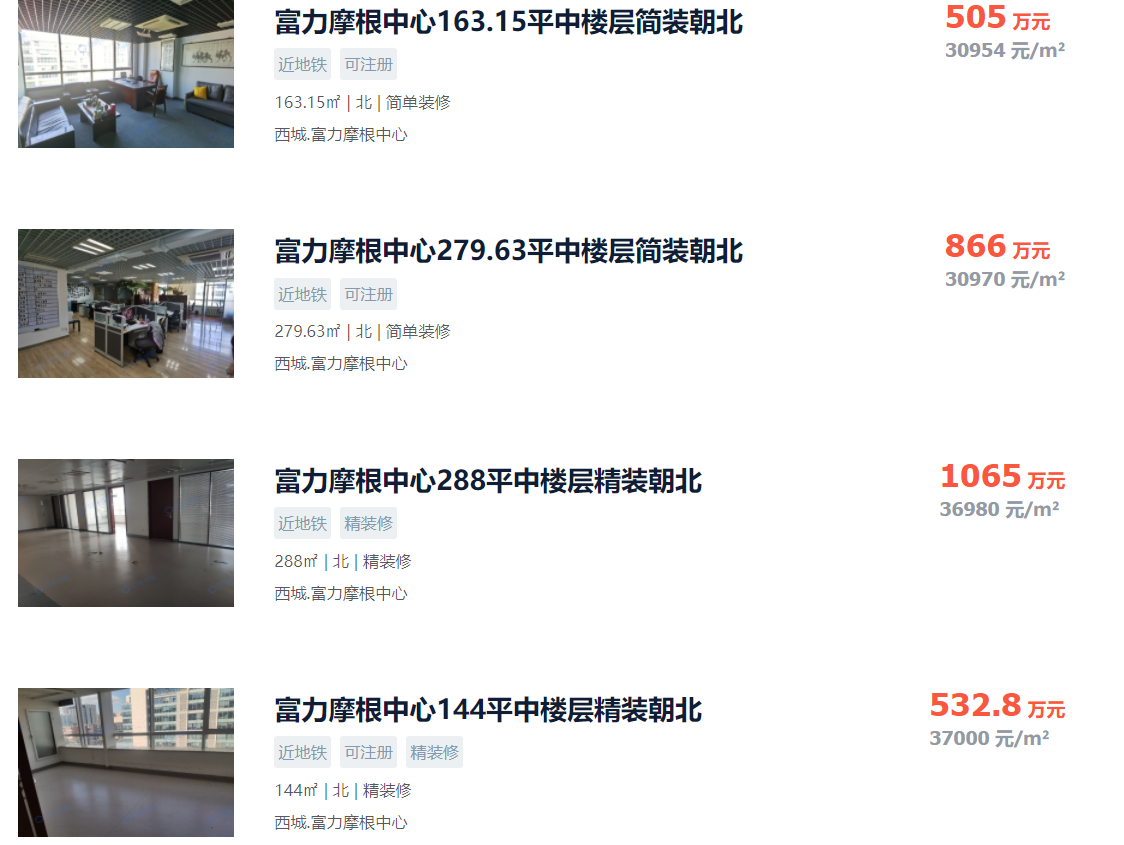 富力摩根中心163.15平中楼层简装朝北
505 万元
30954 元/m²
近地铁 可注册
163.15㎡ | 北 | 简单装修
西城.富力摩根中心
富力摩根中心279.63平中楼层简装朝北
866 万元
30970 元/m²
近地铁 可注册
279.63㎡ | 北 | 简单装修
西城.富力摩根中心
富力摩根中心288平中楼层精装朝北
1065 万元
36980 元/m²
近地铁 精装修
288㎡ | 北 | 精装修
西城.富力摩根中心
富力摩根中心144平中楼层精装朝北
532.8 万元
37000 元/m²
近地铁 可注册 精装修
144㎡ | 北 | 精装修
西城.富力摩根中心